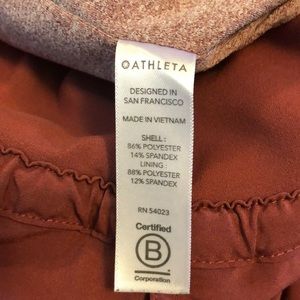 OATHLETA
DESIGNED IN
SAN FRANCISCO
MADE IN VIETNAM
SHELL :
86% POLYESTER
14% SPANDEX
LINING :
88% POLYESTER
12% SPANDEX
RN 54023
Certified
B
Corporation